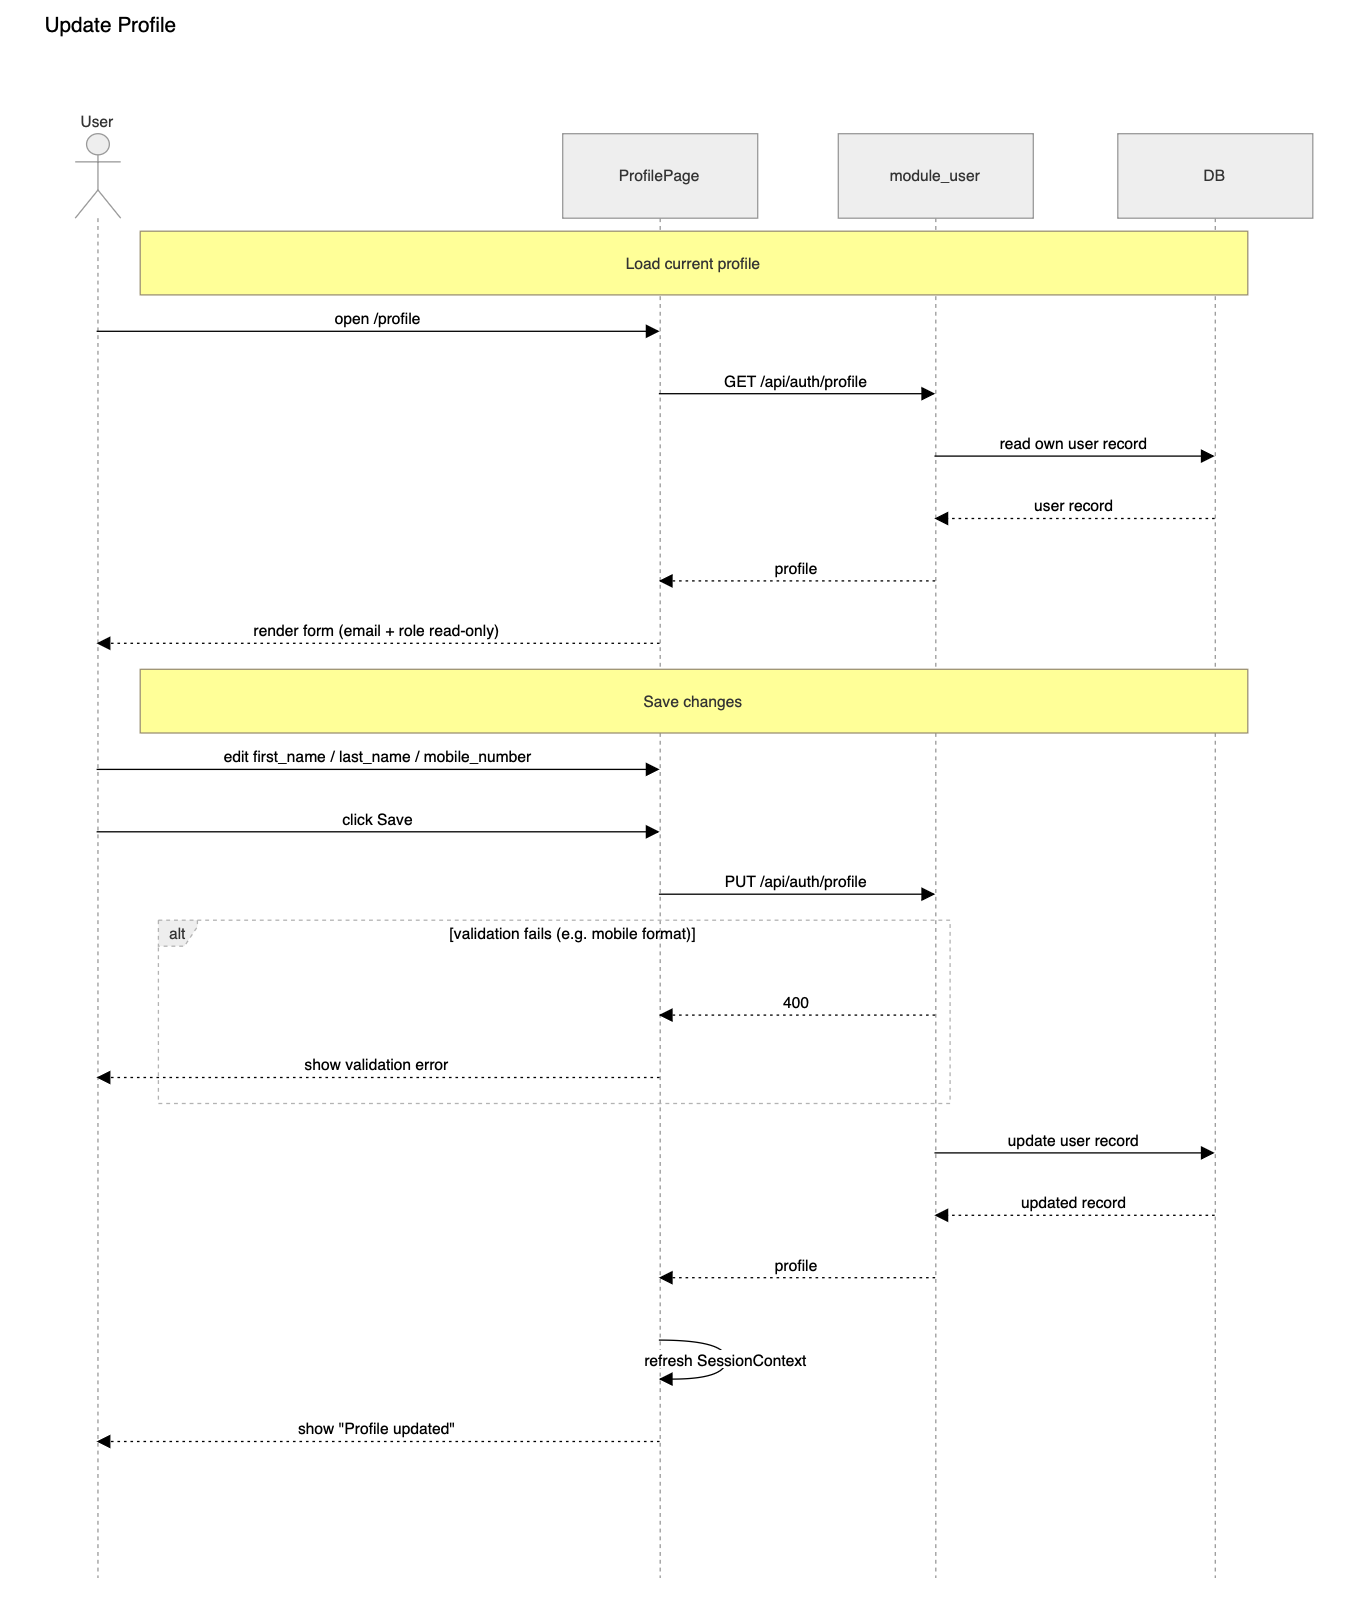 Update Profile
User
ProfilePage
module_user
DB
Load current profile
open /profile
GET /api/auth/profile
read own user record
user record
profile
render form (email + role read-only)
Save changes
edit first_name / last_name / mobile_number
click Save
PUT /api/auth/profile
alt
[validation fails (e.g. mobile format)]
400
show validation error
update user record
updated record
profile
refresh SessionContext
show "Profile updated"